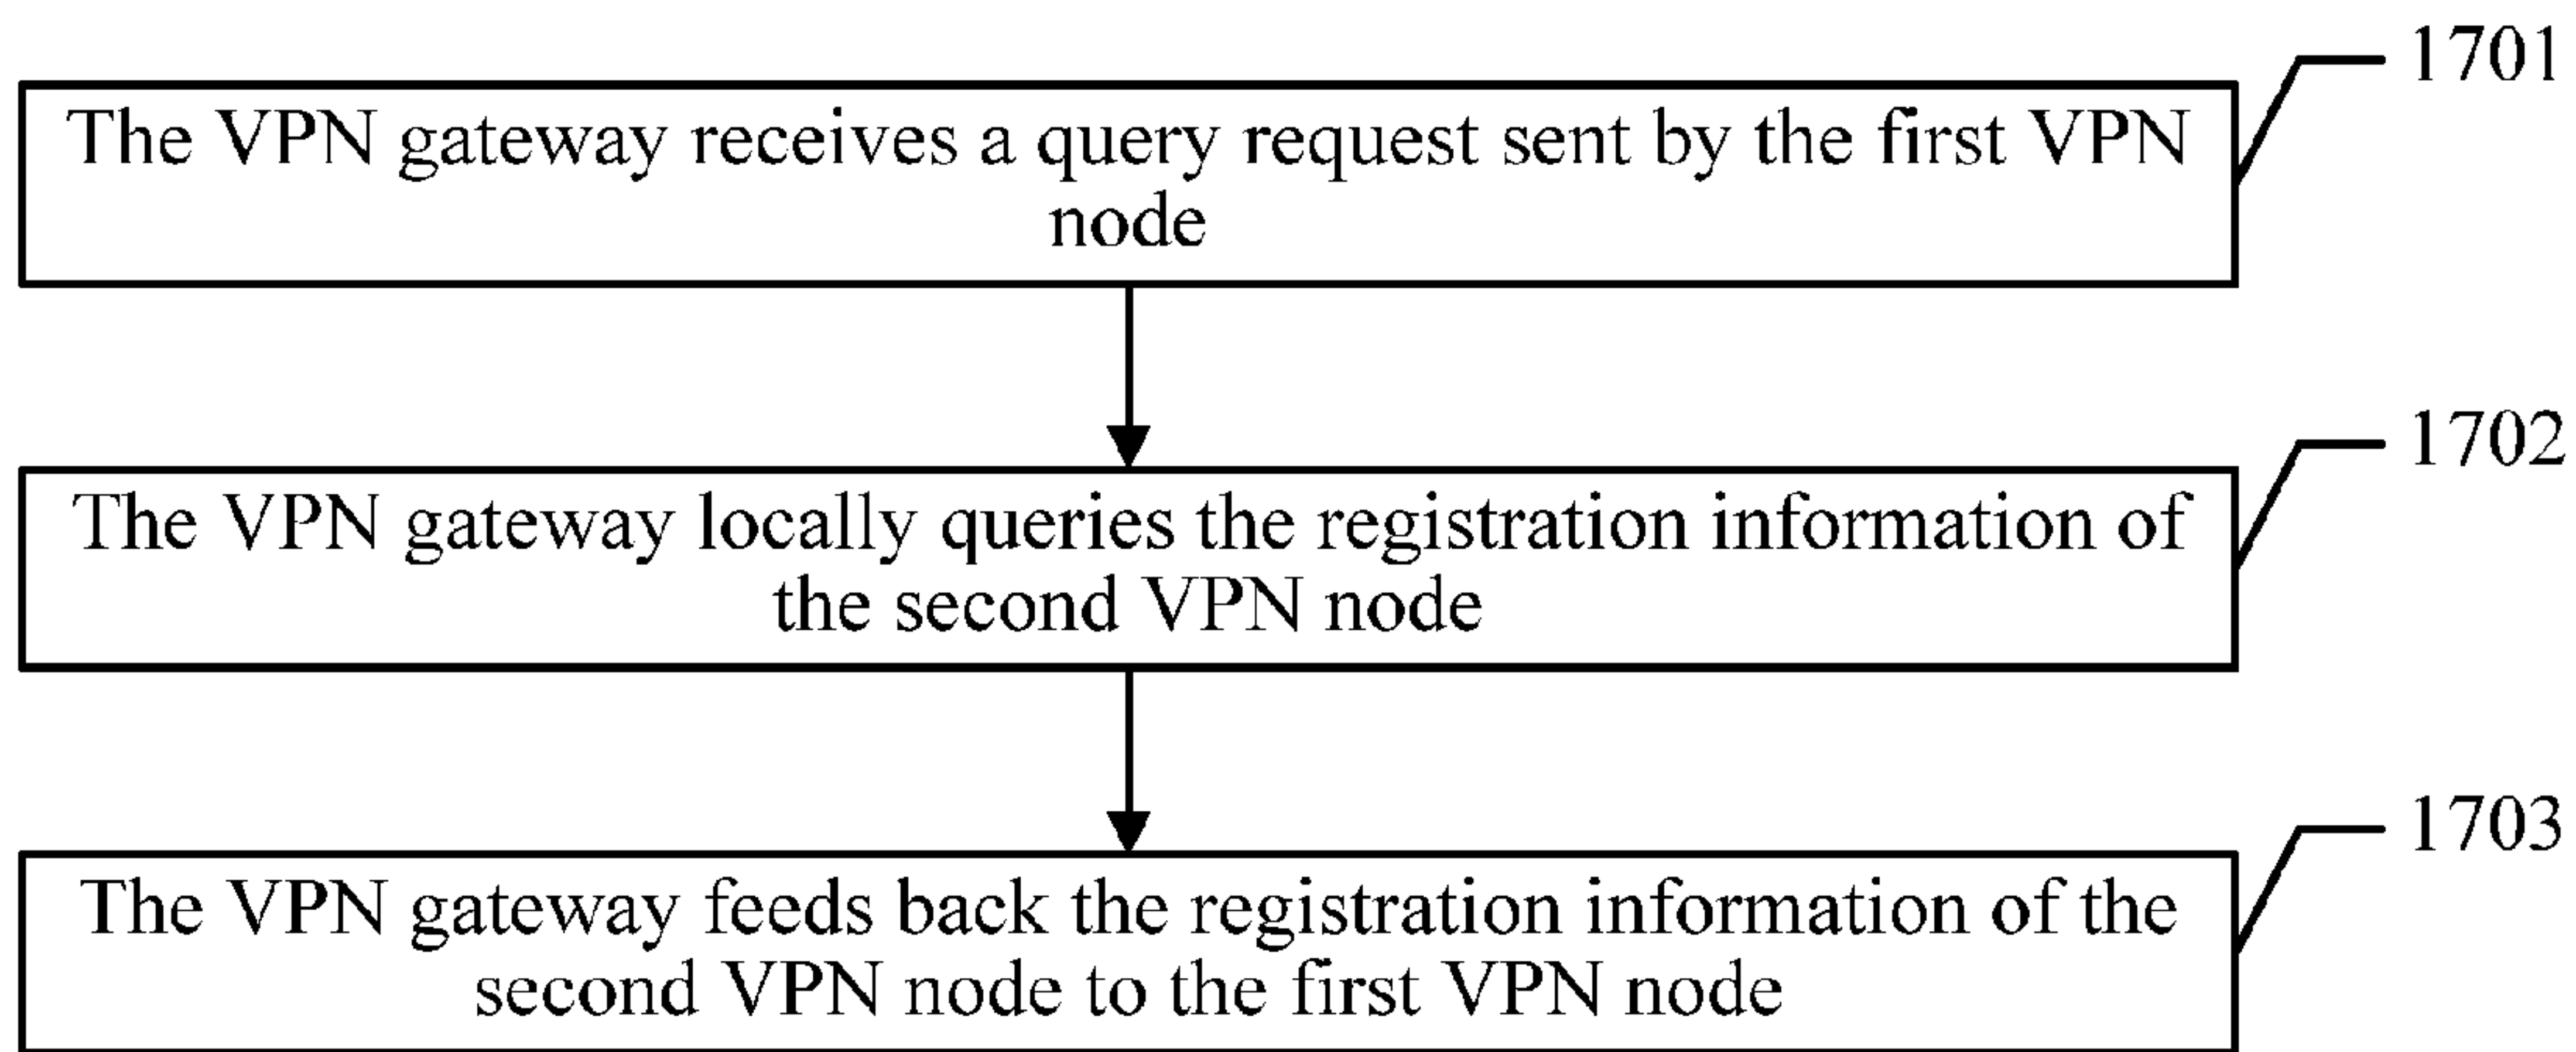 1701
The VPN gateway receives a query request sent by the first VPN
node
1702
The VPN gateway locally queries the registration information of
the second VPN node
1703
The VPN gateway feeds back the registration information of the
second VPN node to the first VPN node